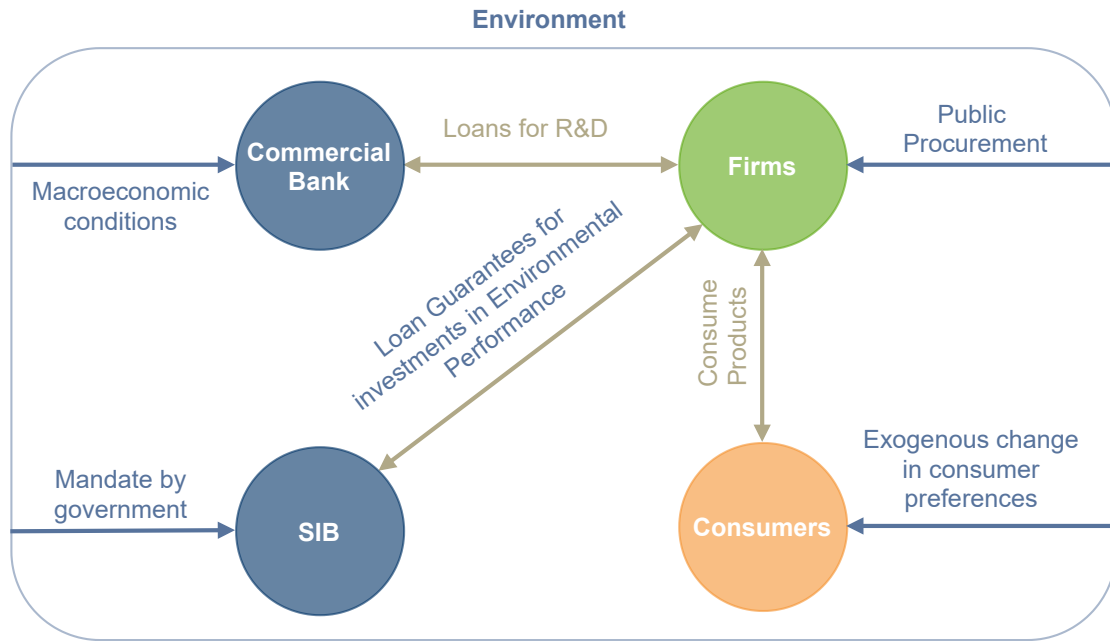 Environment
Commercial
Bank
Loans for R&D
Firms
Public
Procurement
Macroeconomic
conditions
Loan Guarantees for
investments in Environmental
Performance
Consume
Products
Mandate by
government
SIB
Consumers
Exogenous change
in consumer
preferences